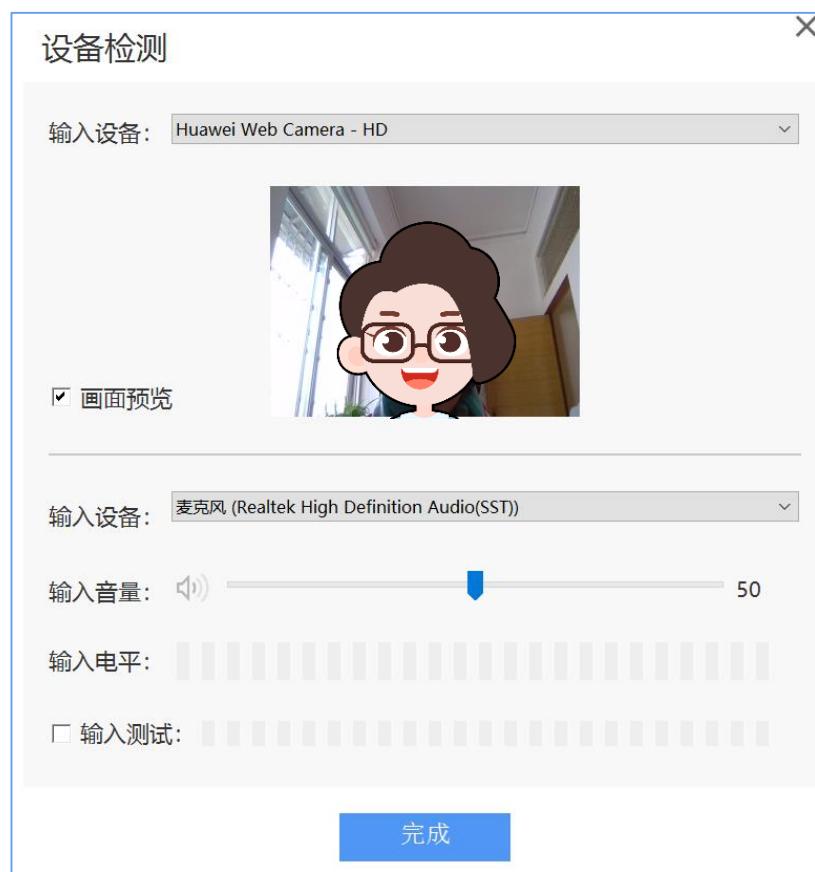 设备检测
输入设备： Huawei Web Camera - HD
画面预览
输入设备： 麦克风 (Realtek High Definition Audio(SST))
输入音量： 50
输入电平：
输入测试：
完成